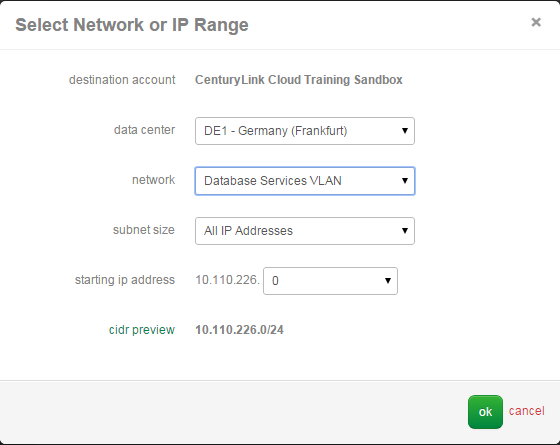 Select Network or IP Range ×
destination account CenturyLink Cloud Training Sandbox
data center DE1 - Germany (Frankfurt)
network Database Services VLAN
subnet size All IP Addresses
starting ip address 10.110.226. 0
cidr preview 10.110.226.0/24
ok cancel